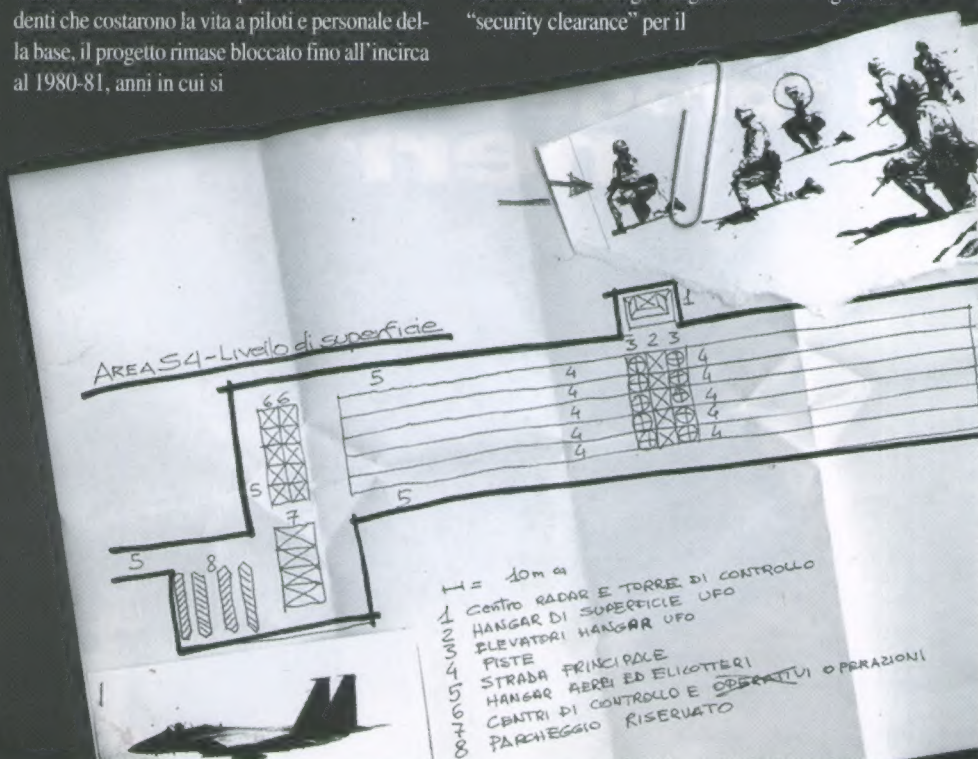 denti che costarono la vita a piloti e personale del-
la base, il progetto rimase bloccato fino all'incirca
al 1980-81, anni in cui si
"security clearance" per il
AREA S4 - Livello di superficie
1
3 2 3
5
4
4
4
4
4
4
4
4
4
4
6 6
5
7
5
5
8
= 10m ca
1 CENTRO RADAR E TORRE DI CONTROLLO
2 HANGAR DI SUPERFICIE UFO
3 ELEVATORI HANGAR UFO
4 PISTE
5 STRADA PRINCIPALE
6 HANGAR AEREI ED ELICOTTERI
7 CENTRI DI CONTROLLO E OPERATIVI OPERAZIONI
8 PARCHEGGIO RISERVATO